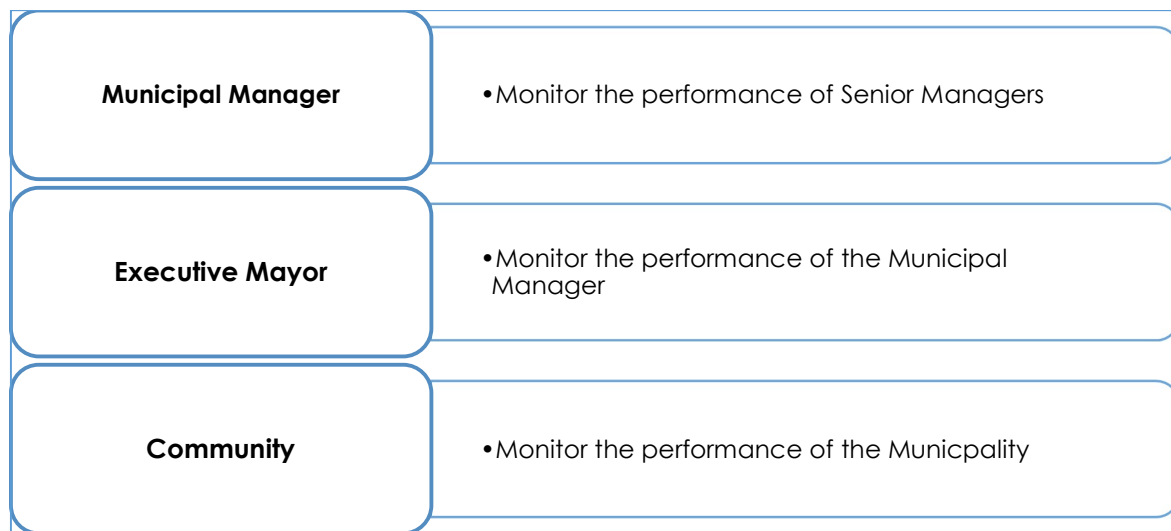 Municipal Manager
•Monitor the performance of Senior Managers
Executive Mayor
•Monitor the performance of the Municipal
Manager
Community
•Monitor the performance of the Municpality